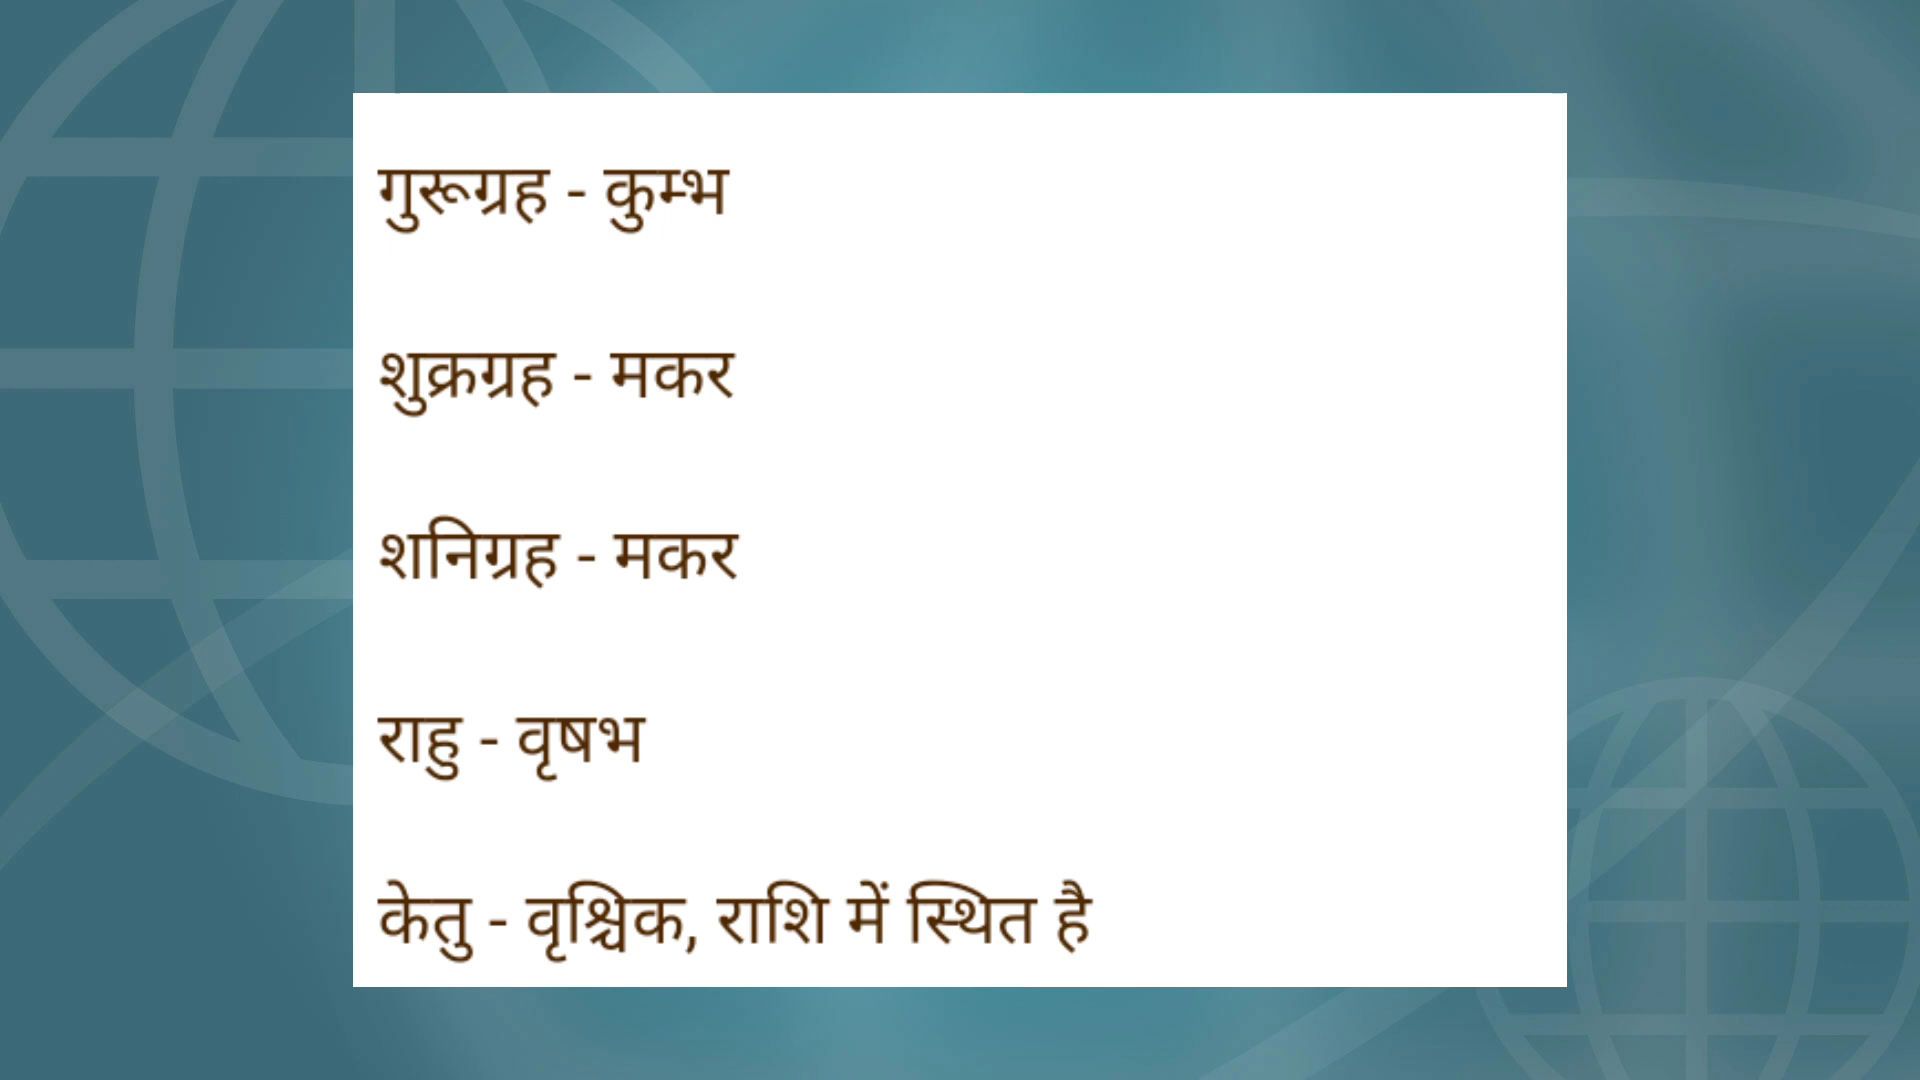 गुरूग्रह - कुम्भ
शुक्रग्रह - मकर
शनिग्रह - मकर
राहु - वृषभ
केतु - वृश्चिक, राशि में स्थित है